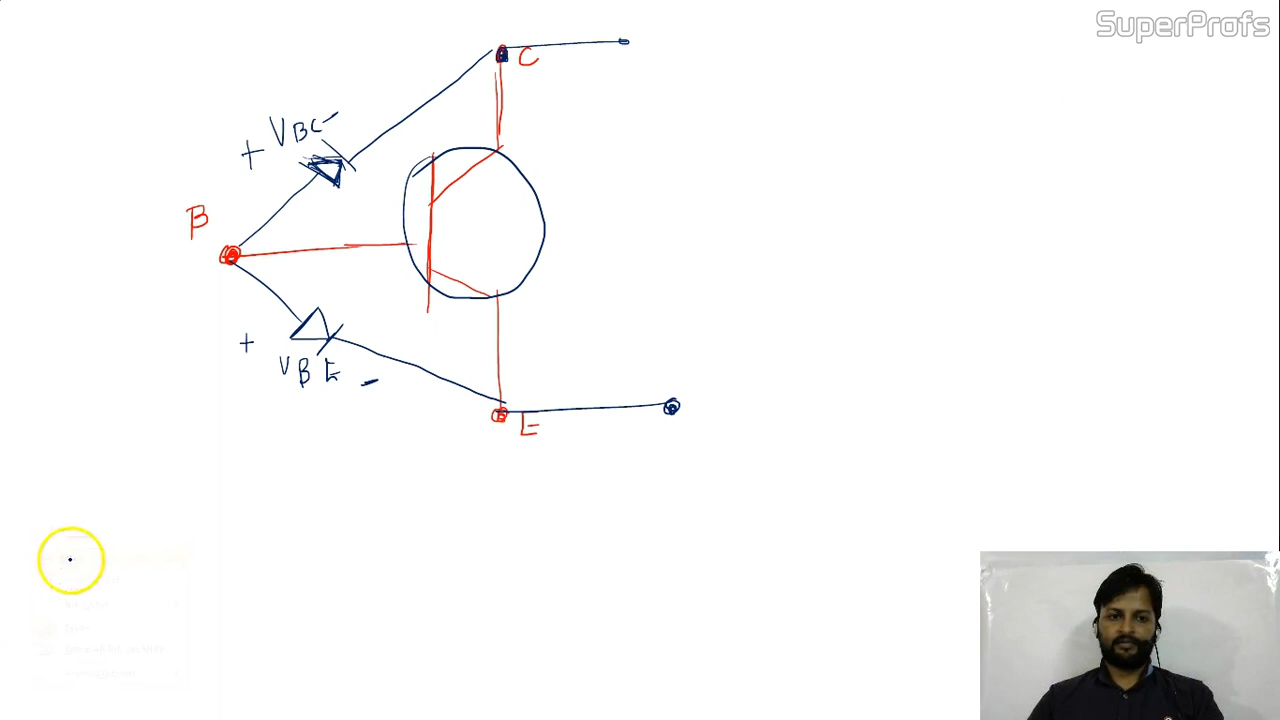 SuperProfs
C
+ VBC -
B
+
VBE -
E